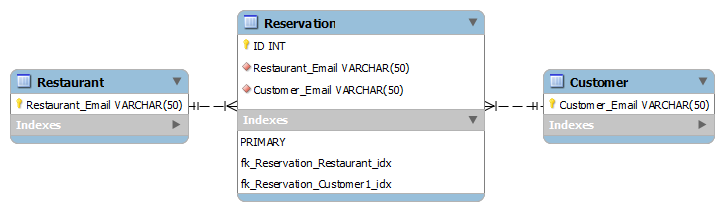 Restaurant
Restaurant_Email VARCHAR(50)
Indexes
Reservation
ID INT
Restaurant_Email VARCHAR(50)
Customer_Email VARCHAR(50)
Indexes
PRIMARY
fk_Reservation_Restaurant_idx
fk_Reservation_Customer1_idx
Customer
Customer_Email VARCHAR(50)
Indexes